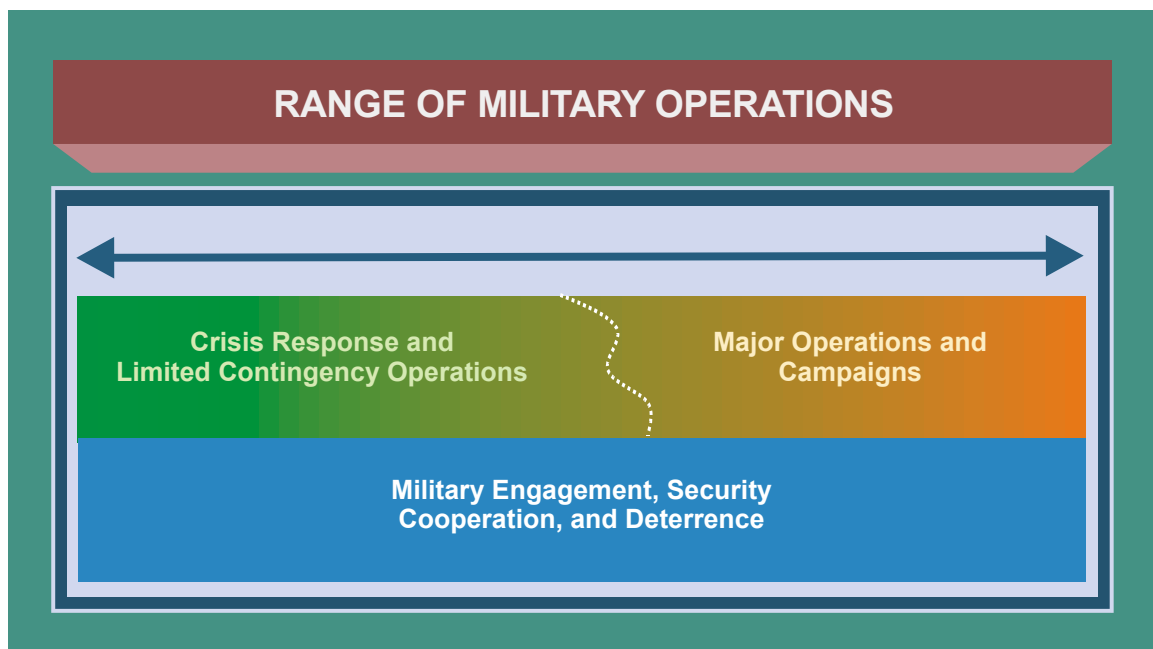 RANGE OF MILITARY OPERATIONS
Crisis Response and
Limited Contingency Operations
Major Operations and
Campaigns
Military Engagement, Security
Cooperation, and Deterrence